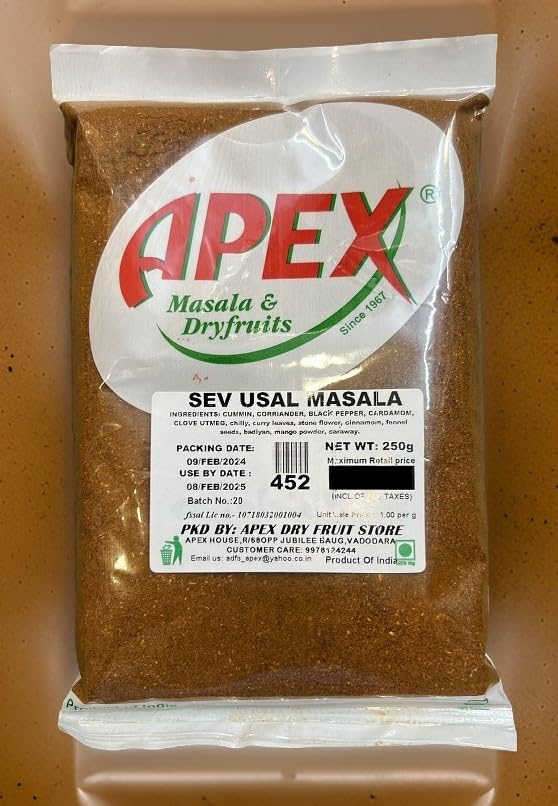 APEX ®
Masala &
Dryfruits
Since 1967
SEV USAL MASALA
INGREDIENTS: CUMMIN, CORRIANDER, BLACK PEPPER, CARDAMOM,
CLOVE UTMEG, chilly, curry leaves, stone flower, cinnamom, fennel
seeds, badiyan, mango powder, caraway.
PACKING DATE:
09/FEB/2024
USE BY DATE :
08/FEB/2025
Batch No.:20
452
NET WT: 250g
Maximum Retail price
(INCL.OF ALL TAXES)
fssai Lic no.- 10718032001004
Unit Sale Price: 1.00 per g
PKD BY: APEX DRY FRUIT STORE
APEX HOUSE,R/680PP JUBILEE BAUG,VADODARA
CUSTOMER CARE: 9978124244
Email us: adfs_apex@yahoo.co.in
Product Of India
India